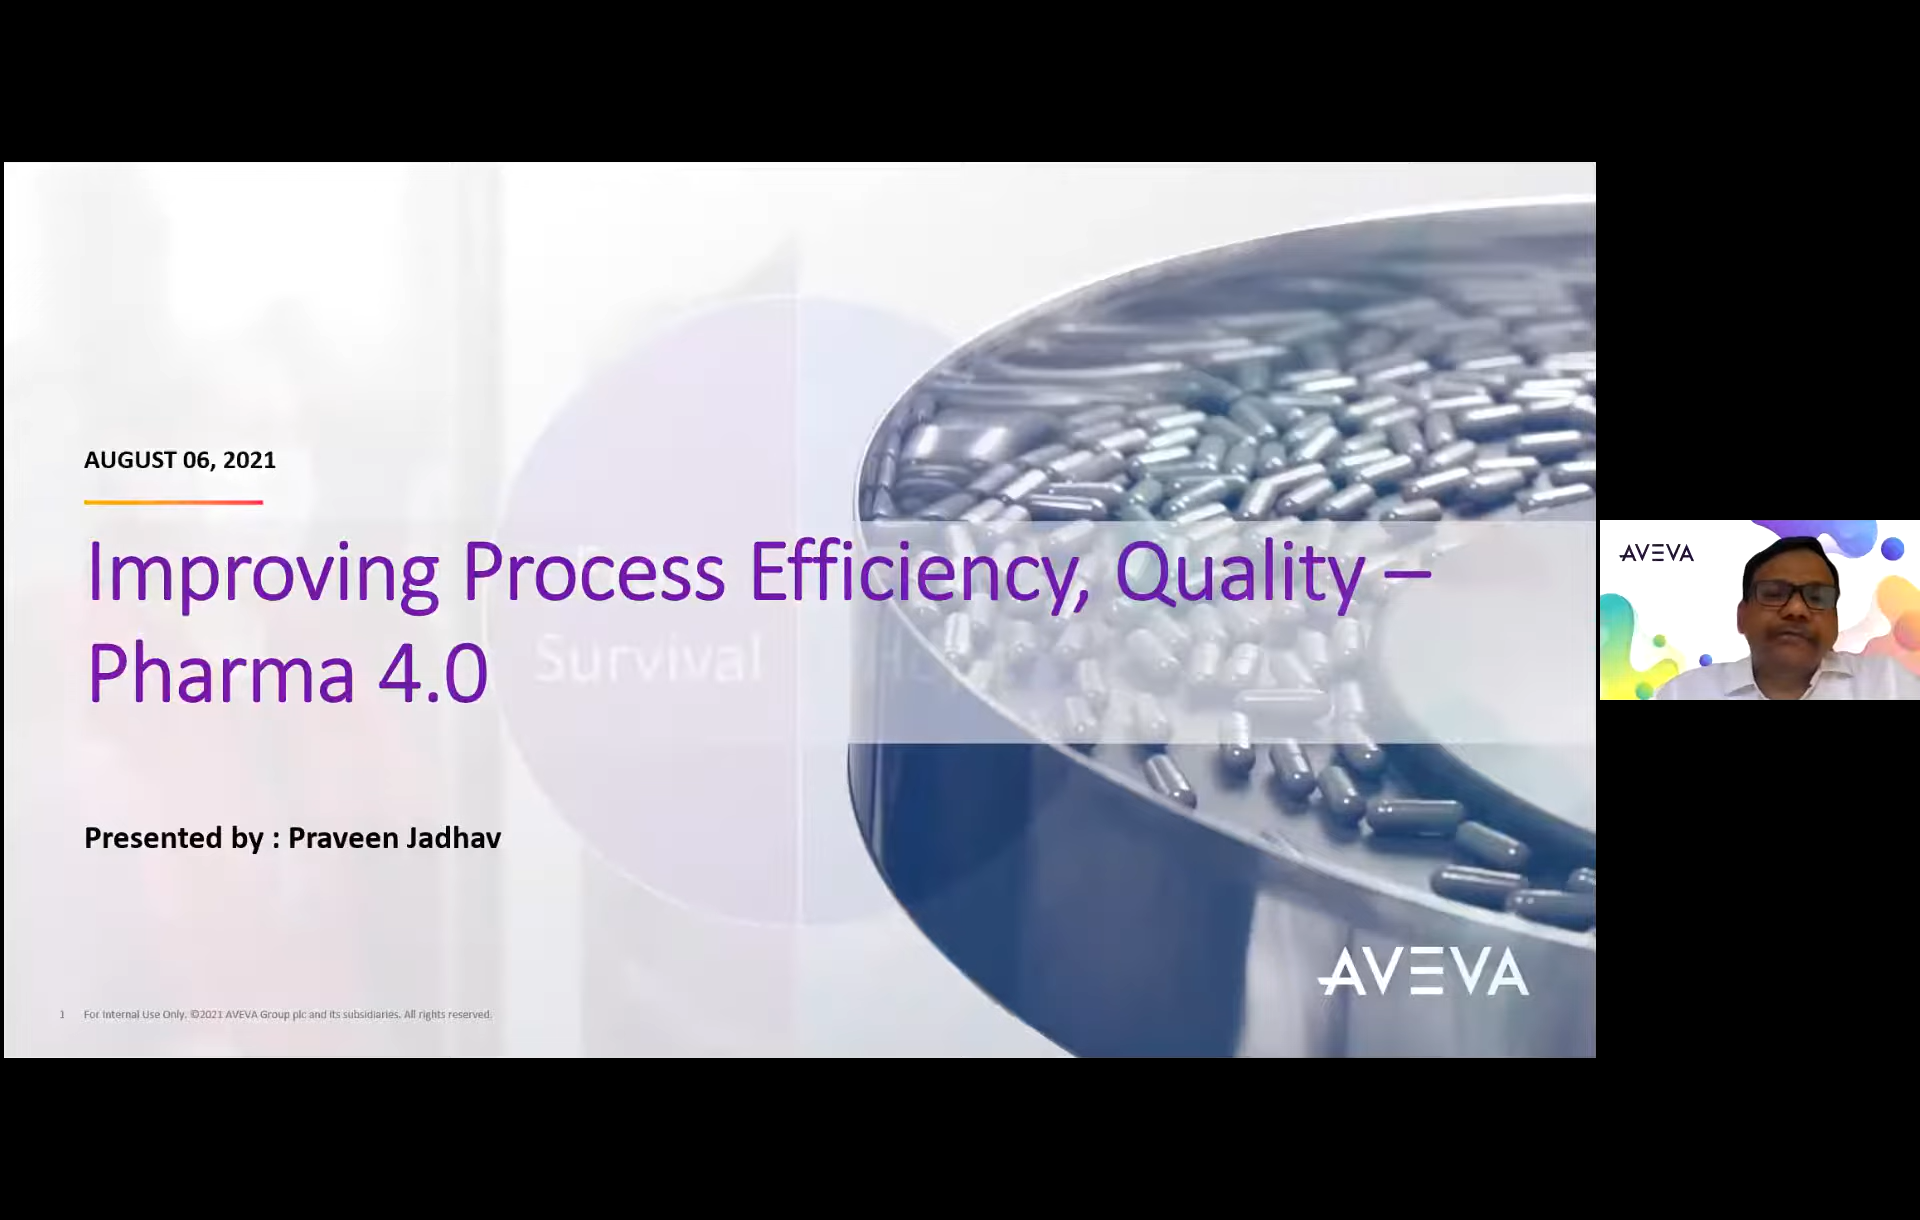 AUGUST 06, 2021
Improving Process Efficiency, Quality –
Pharma 4.0
Survival
Presented by : Praveen Jadhav
AVEVA
1 For Internal Use Only. ©2021 AVEVA Group plc and its subsidiaries. All rights reserved.
AVEVA